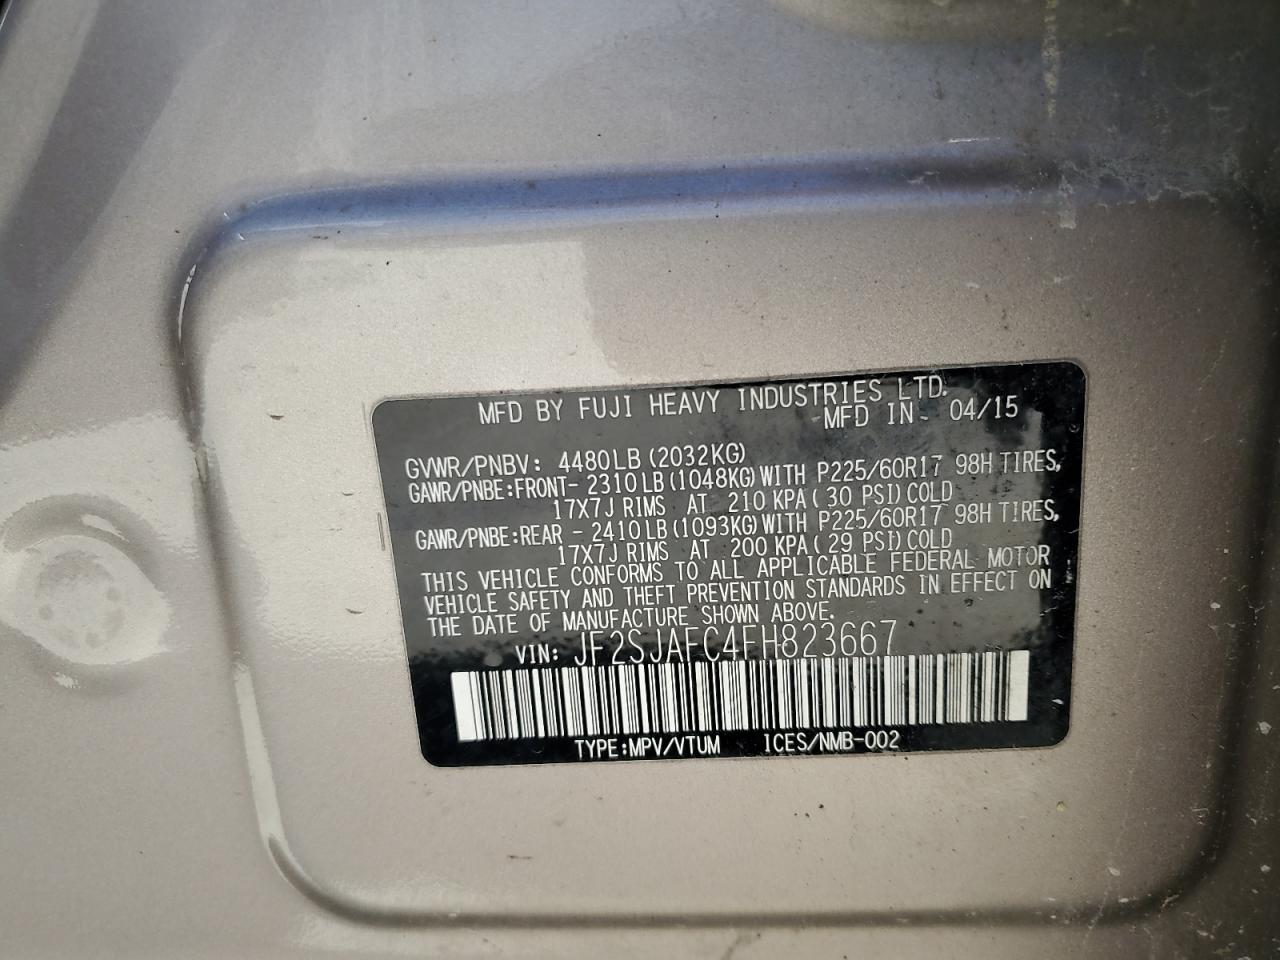 MFD BY FUJI HEAVY INDUSTRIES LTD.
MFD IN 04/15
GVWR/PNBV: 4480LB(2032KG)
GAWR/PNBE:FRONT- 2310LB(1048KG)WITH P225/60R17 98H TIRES,
17X7J RIMS AT 210 KPA( 30 PSI)COLD
GAWR/PNBE:REAR - 2410LB(1093KG)WITH P225/60R17 98H TIRES,
17X7J RIMS AT 200 KPA( 29 PSI)COLD
THIS VEHICLE CONFORMS TO ALL APPLICABLE FEDERAL MOTOR
VEHICLE SAFETY AND THEFT PREVENTION STANDARDS IN EFFECT ON
THE DATE OF MANUFACTURE SHOWN ABOVE.
VIN: JF2SJAFC4FH823667
TYPE:MPV/VTUM ICES/NMB-002